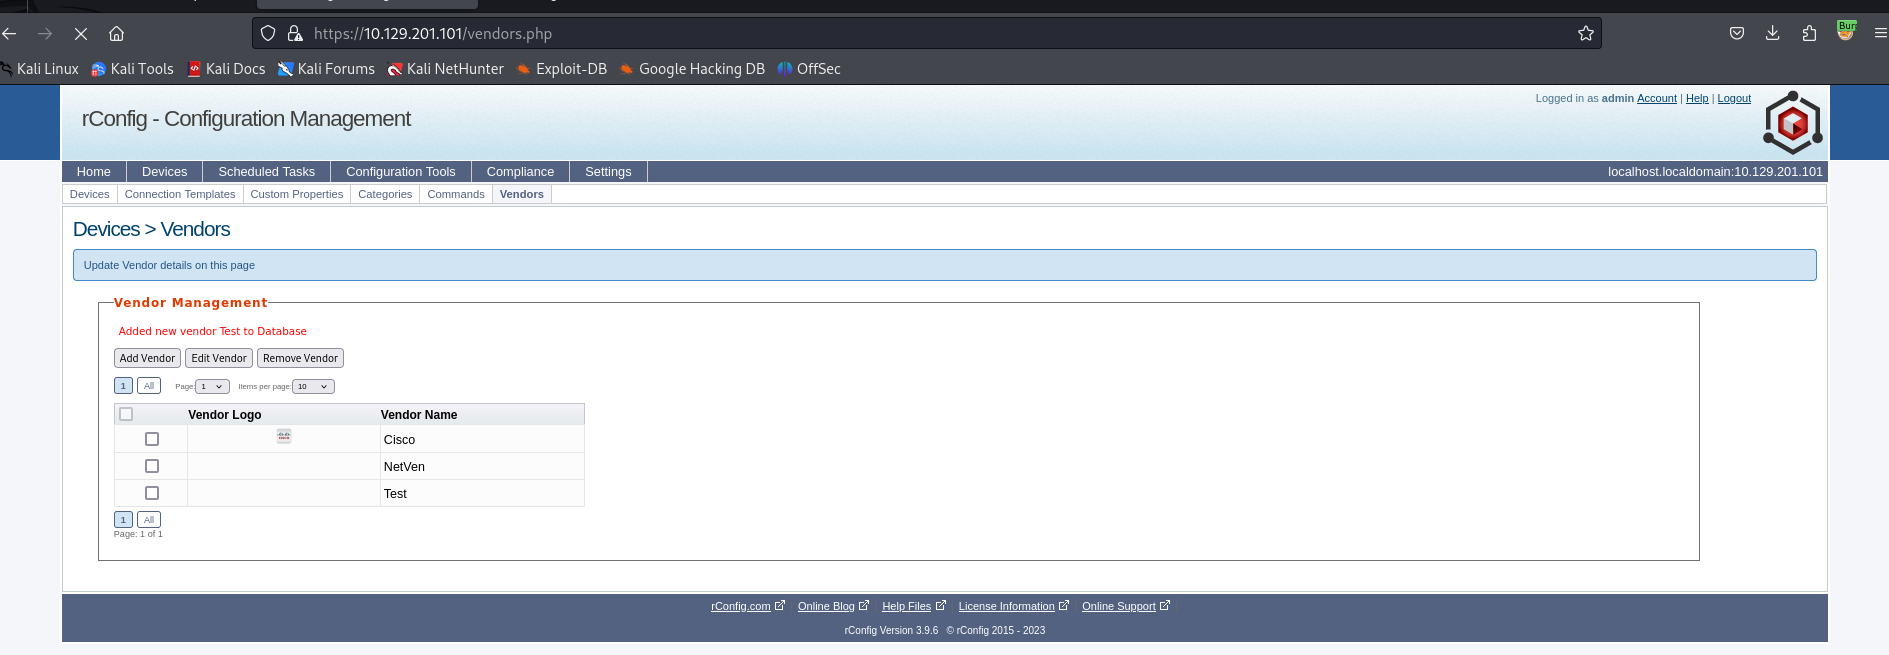 https://10.129.201.101/vendors.php
Kali Linux Kali Tools Kali Docs Kali Forums Kali NetHunter Exploit-DB Google Hacking DB OffSec
Logged in as admin Account | Help | Logout
rConfig - Configuration Management
Home Devices Scheduled Tasks Configuration Tools Compliance Settings localhost.localdomain:10.129.201.101
Devices Connection Templates Custom Properties Categories Commands Vendors
Devices > Vendors
Update Vendor details on this page
Vendor Management
Added new vendor Test to Database
Add Vendor Edit Vendor Remove Vendor
1 All Page: 1 Items per page: 10
Vendor Logo Vendor Name
Cisco
NetVen
Test
1 All
Page: 1 of 1
rConfig.com Online Blog Help Files License Information Online Support
rConfig Version 3.9.6 © rConfig 2015 - 2023